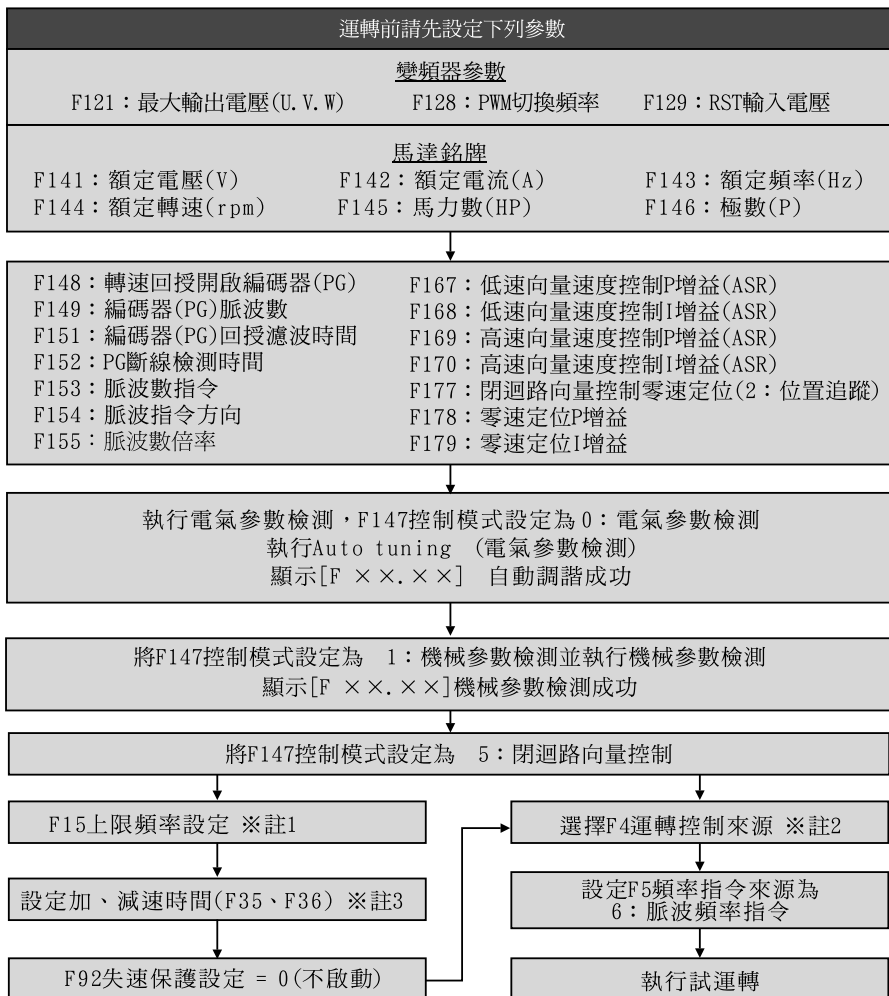 運轉前請先設定下列參數
變頻器參數
F121：最大輸出電壓(U.V.W) F128：PWM切換頻率 F129：RST輸入電壓
馬達銘牌
F141：額定電壓(V) F142：額定電流(A) F143：額定頻率(Hz)
F144：額定轉速(rpm) F145：馬力數(HP) F146：極數(P)
F148：轉速回授開啟編碼器(PG)
F149：編碼器(PG)脈波數
F151：編碼器(PG)回授濾波時間
F152：PG斷線檢測時間
F153：脈波數指令
F154：脈波指令方向
F155：脈波數倍率
F167：低速向量速度控制P增益(ASR)
F168：低速向量速度控制I增益(ASR)
F169：高速向量速度控制P增益(ASR)
F170：高速向量速度控制I增益(ASR)
F177：閉迴路向量控制零速定位(2：位置追蹤)
F178：零速定位P增益
F179：零速定位I增益
執行電氣參數檢測，F147控制模式設定為 0：電氣參數檢測
執行Auto tuning (電氣參數檢測)
顯示[F ××.××] 自動調諧成功
將F147控制模式設定為 1：機械參數檢測並執行機械參數檢測
顯示[F ××.××]機械參數檢測成功
將F147控制模式設定為 5：閉迴路向量控制
F15上限頻率設定 ※註1
設定加、減速時間(F35、F36) ※註3
F92失速保護設定 = 0(不啟動)
選擇F4運轉控制來源 ※註2
設定F5頻率指令來源為
6：脈波頻率指令
執行試運轉